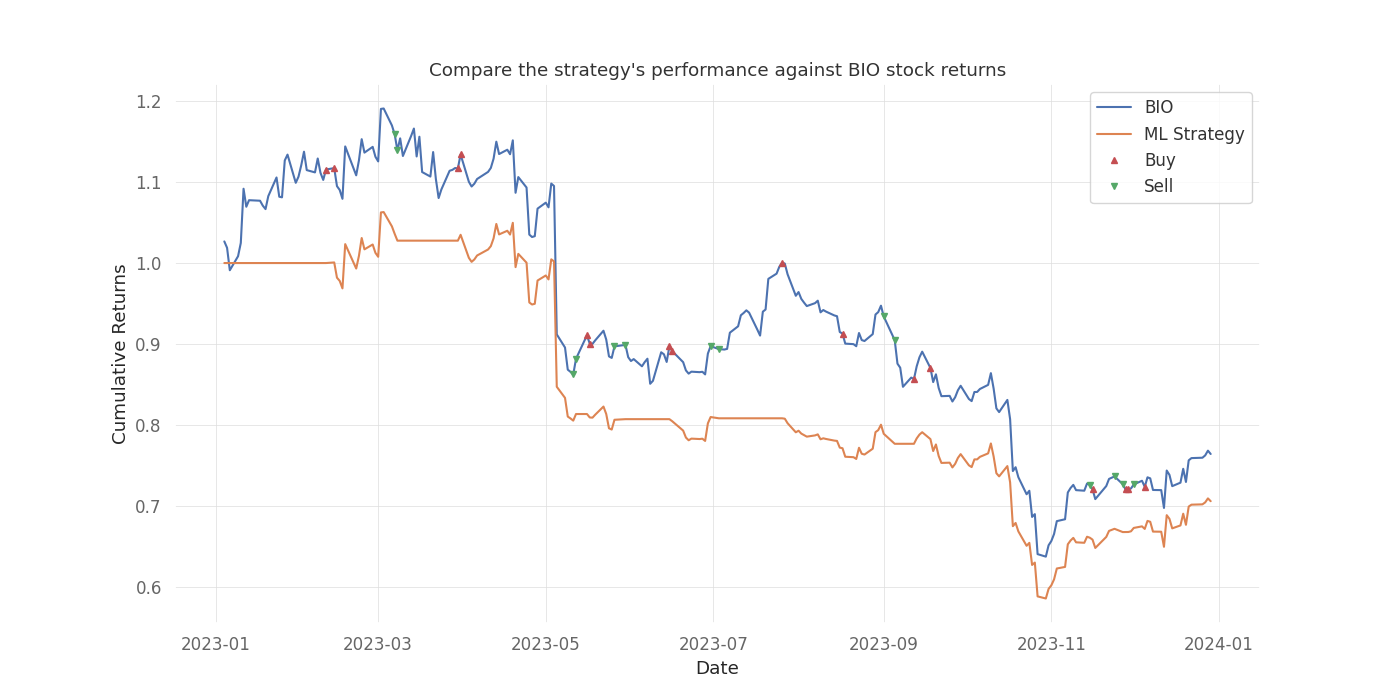 Compare the strategy's performance against BIO stock returns
BIO
ML Strategy
Buy
Sell
Cumulative Returns
1.2
1.1
1.0
0.9
0.8
0.7
0.6
2023-01
2023-03
2023-05
2023-07
2023-09
2023-11
2024-01
Date